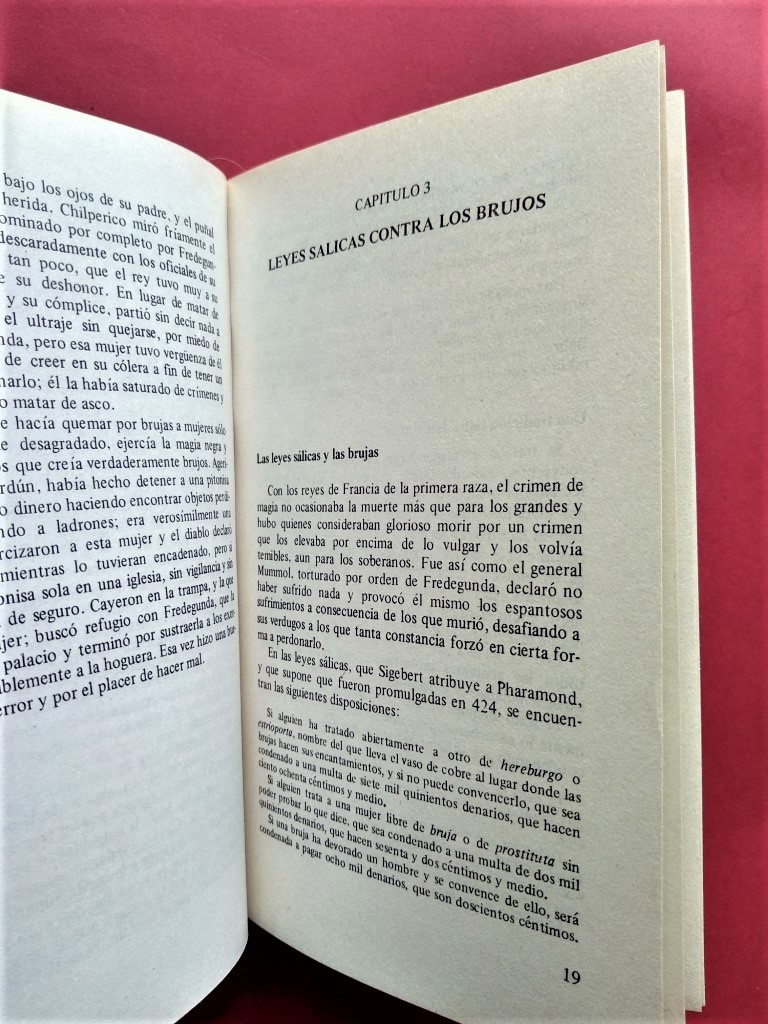 bajo los ojos de su padre, y el puñal
herida. Chilperico miró fríamente el
ominado por completo por Fredegun-
descaradamente con los oficiales de su
tan poco, que el rey tuvo muy a su
e su deshonor. En lugar de matar de
y su cómplice, partió sin decir nada a
el ultraje sin quejarse, por miedo de
nda, pero esa mujer tuvo vergüenza de él
de creer en su cólera a fin de tener un
narlo; él la había saturado de crímenes y
o matar de asco.
e hacía quemar por brujas a mujeres sólo
e desagradado, ejercía la magia negra y
os que creía verdaderamente brujos. Ageri-
rdún, había hecho detener a una pitonisa
o dinero haciendo encontrar objetos perdi-
ndo a ladrones; era verosímilmente una
rcizaron a esta mujer y el diablo declaró
mientras lo tuvieran encadenado, pero si
onisa sola en una iglesia, sin vigilancia y sin
a de seguro. Cayeron en la trampa, y la que
ujer; buscó refugio con Fredegunda, que la
palacio y terminó por sustraerla a los exor-
blemente a la hoguera. Esa vez hizo una bue-
error y por el placer de hacer mal.
CAPITULO 3
LEYES SALICAS CONTRA LOS BRUJOS
Las leyes sálicas y las brujas
Con los reyes de Francia de la primera raza, el crimen de
magia no ocasionaba la muerte más que para los grandes y
hubo quienes consideraban glorioso morir por un crimen
que los elevaba por encima de lo vulgar y los volvía
temibles, aun para los soberanos. Fue así como el general
Mummol, torturado por orden de Fredegunda, declaró no
haber sufrido nada y provocó él mismo los espantosos
sufrimientos a consecuencia de los que murió, desafiando a
sus verdugos a los que tanta constancia forzó en cierta for-
ma a perdonarlo.
En las leyes sálicas, que Sigebert atribuye a Pharamond,
y que supone que fueron promulgadas en 424, se encuen-
tran las siguientes disposiciones:
Si alguien ha tratado abiertamente a otro de hereburgo o
estrioporta, nombre del que lleva el vaso de cobre al lugar donde las
brujas hacen sus encantamientos, y si no puede convencerlo, que sea
condenado a una multa de siete mil quinientos denarios, que hacen
ciento ochenta céntimos y medio.
Si alguien trata a una mujer libre de bruja o de prostituta sin
poder probar lo que dice, que sea condenado a una multa de dos mil
quinientos denarios, que hacen sesenta y dos céntimos y medio.
Si una bruja ha devorado un hombre y se convence de ello, será
condenada a pagar ocho mil denarios, que son doscientos céntimos.
19